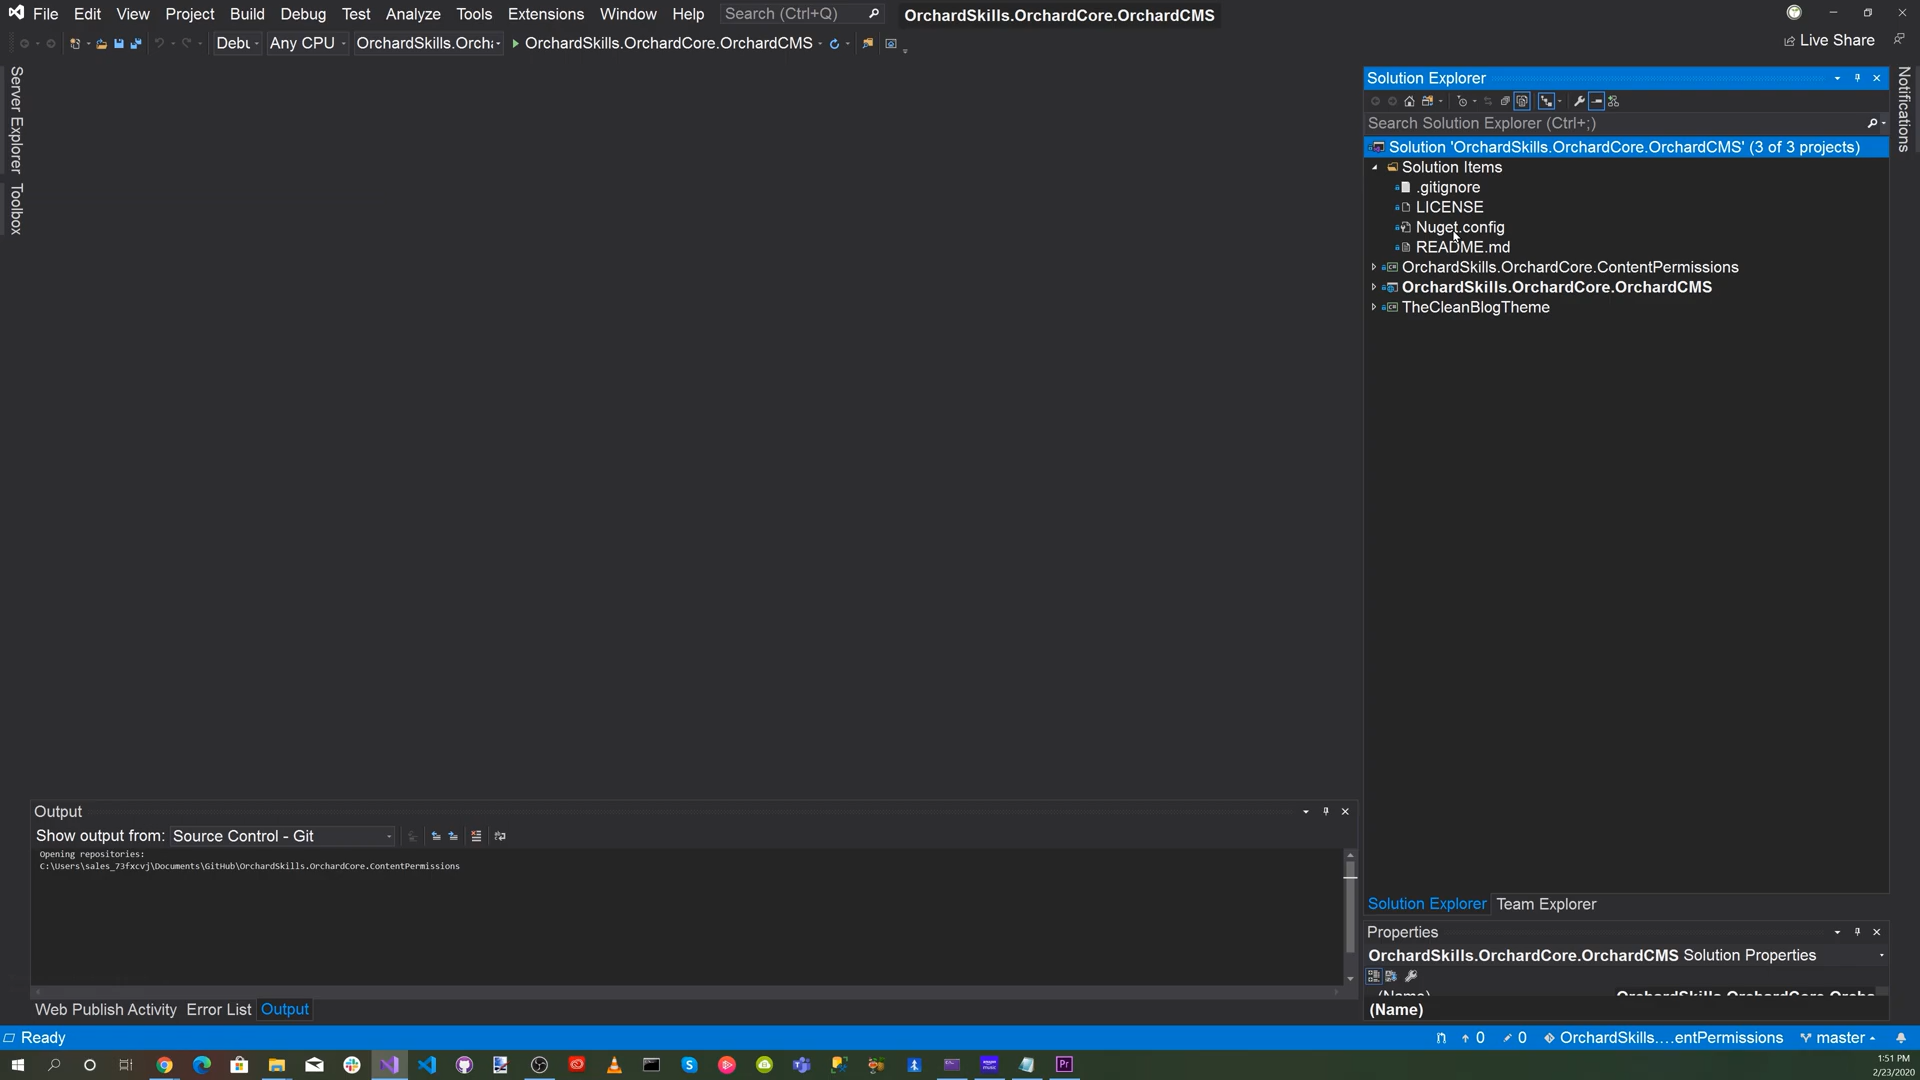 File Edit View Project Build Debug Test Analyze Tools Extensions Window Help Search (Ctrl+Q) OrchardSkills.OrchardCore.OrchardCMS
Debu Any CPU OrchardSkills.Orcha OrchardSkills.OrchardCore.OrchardCMS Live Share
Server Explorer
Toolbox
Notifications
Solution Explorer
Search Solution Explorer (Ctrl+;)
Solution 'OrchardSkills.OrchardCore.OrchardCMS' (3 of 3 projects)
Solution Items
.gitignore
LICENSE
Nuget.config
README.md
OrchardSkills.OrchardCore.ContentPermissions
OrchardSkills.OrchardCore.OrchardCMS
TheCleanBlogTheme
Output
Show output from: Source Control - Git
Opening repositories:
C:\Users\sales_73fxcvj\Documents\GitHub\OrchardSkills.OrchardCore.ContentPermissions
Solution Explorer Team Explorer
Properties
OrchardSkills.OrchardCore.OrchardCMS Solution Properties
(Name) OrchardSkills.OrchardCore.Orcha
(Name)
Web Publish Activity Error List Output
Ready 0 0 OrchardSkills....entPermissions master
1:51 PM
2/23/2020